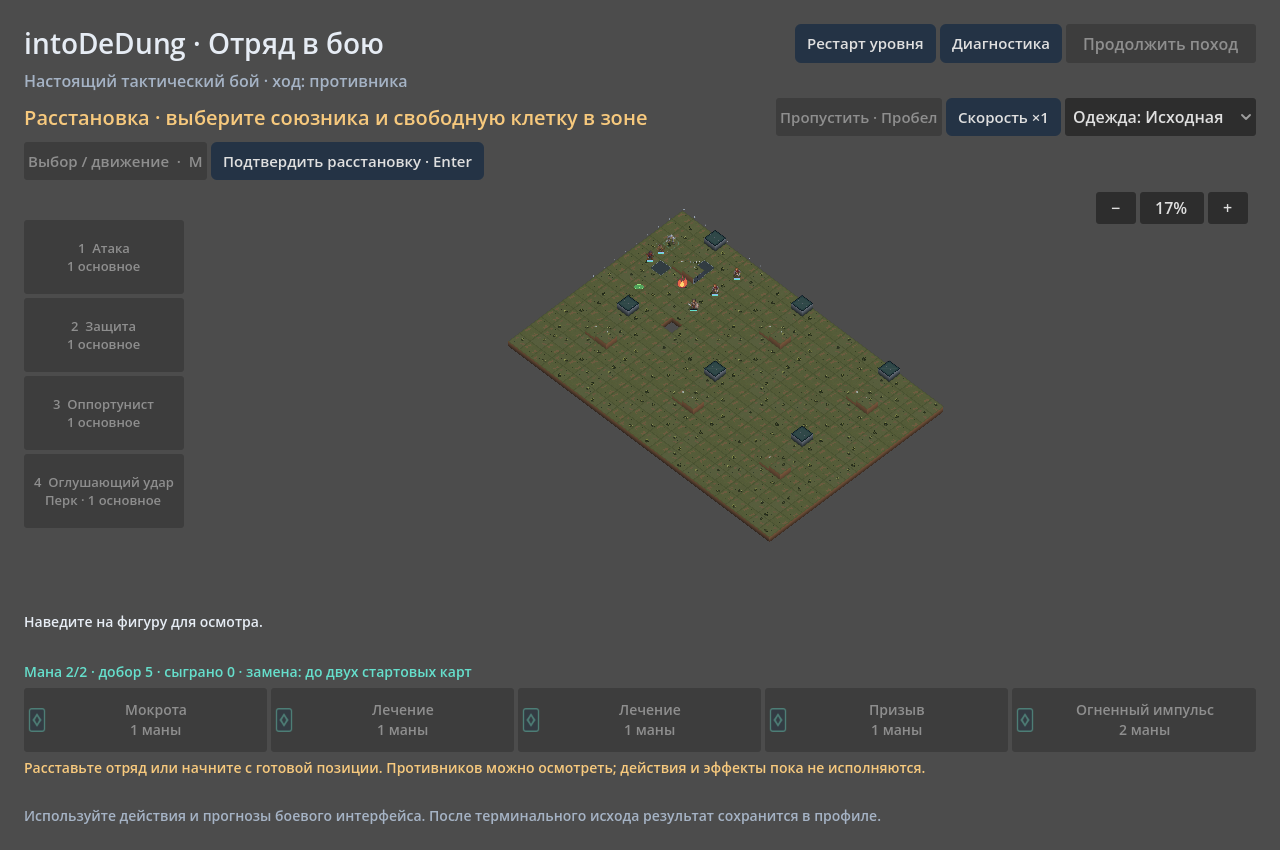 intoDeDung · Отряд в бою
Рестарт уровня
Диагностика
Продолжить поход
Настоящий тактический бой · ход: противника
Расстановка · выберите союзника и свободную клетку в зоне
Пропустить · Пробел
Скорость ×1
Одежда: Исходная
Выбор / движение · M
Подтвердить расстановку · Enter
−
17%
+
1 Атака
1 основное
2 Защита
1 основное
3 Оппортунист
1 основное
4 Оглушающий удар
Перк · 1 основное
Наведите на фигуру для осмотра.
Мана 2/2 · добор 5 · сыграно 0 · замена: до двух стартовых карт
Мокрота
1 маны
Лечение
1 маны
Лечение
1 маны
Призыв
1 маны
Огненный импульс
2 маны
Расставьте отряд или начните с готовой позиции. Противников можно осмотреть; действия и эффекты пока не исполняются.
Используйте действия и прогнозы боевого интерфейса. После терминального исхода результат сохранится в профиле.